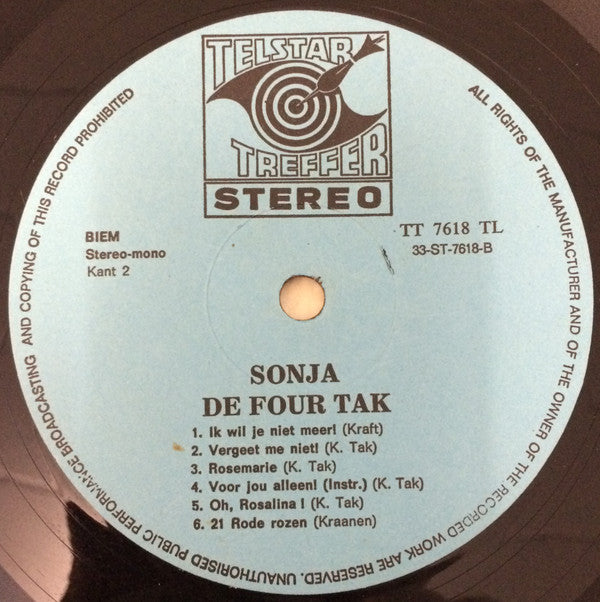 TELSTAR
TREFFER
STEREO
BIEM
Stereo-mono
Kant 2
TT 7618 TL
33-ST-7618-B
SONJA
DE FOUR TAK
1. Ik wil je niet meer! (Kraft)
2. Vergeet me niet! (K. Tak)
3. Rosemarie (K. Tak)
4. Voor jou alleen! (Instr.) (K. Tak)
5. Oh, Rosalina! (K. Tak)
6. 21 Rode rozen (Kraanen)
ALL RIGHTS OF THE MANUFACTURER AND OF THE OWNER OF THE RECORDED WORK ARE RESERVED. UNAUTHORISED PUBLIC PERFORMANCE BROADCASTING AND COPYING OF THIS RECORD PROHIBITED